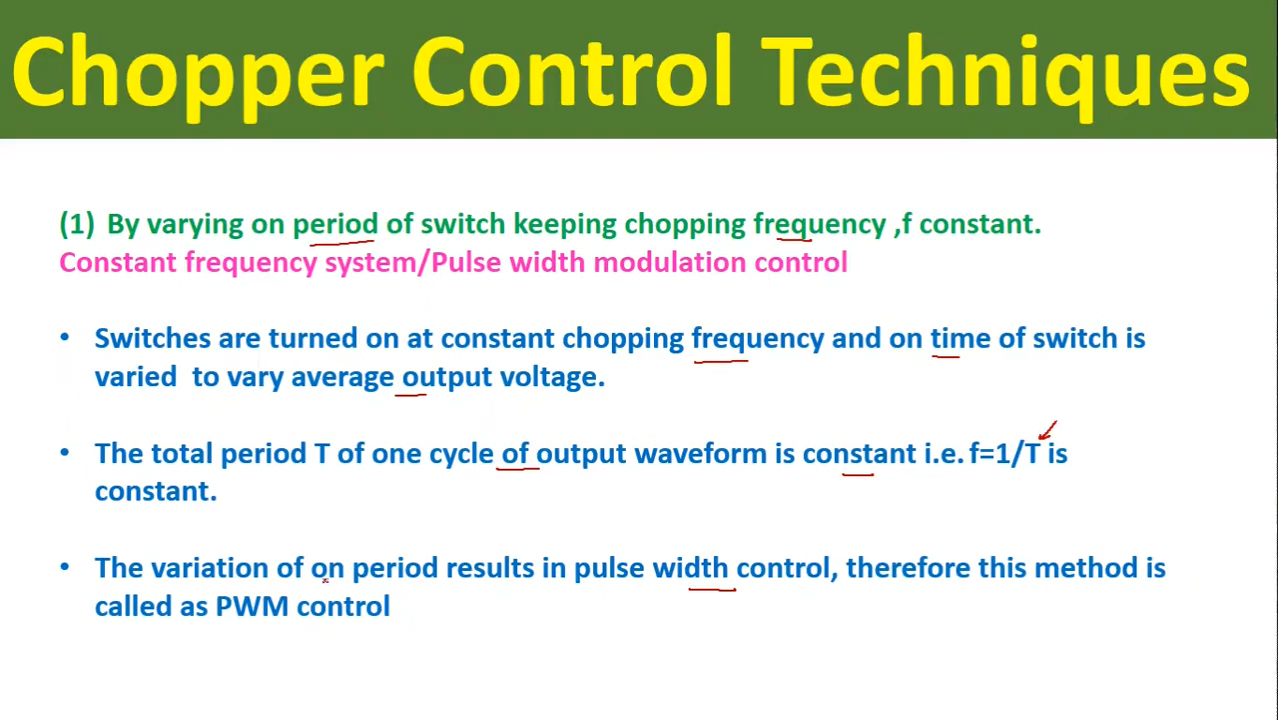 Chopper Control Techniques
(1) By varying on period of switch keeping chopping frequency ,f constant.
Constant frequency system/Pulse width modulation control
• Switches are turned on at constant chopping frequency and on time of switch is
varied to vary average output voltage.
• The total period T of one cycle of output waveform is constant i.e. f=1/T is
constant.
• The variation of on period results in pulse width control, therefore this method is
called as PWM control